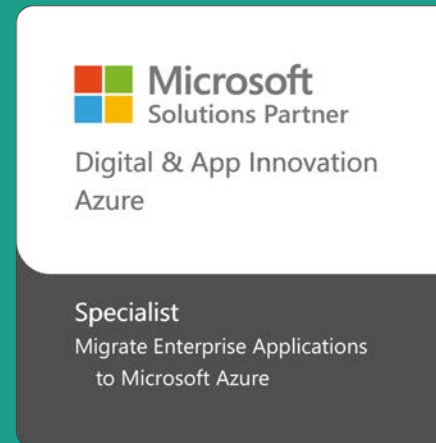 Microsoft
Solutions Partner
Digital & App Innovation
Azure
Specialist
Migrate Enterprise Applications
to Microsoft Azure